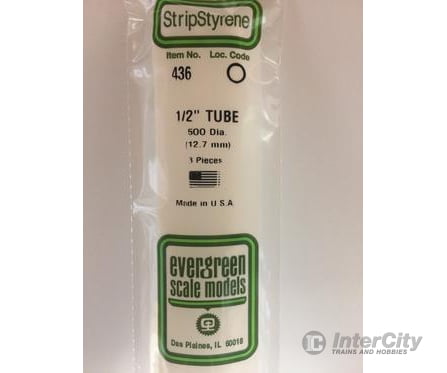 StripStyrene
Item No. Loc. Code
436
1/2" TUBE
500 Dia.
(12.7 mm)
3 Pieces
Made in U.S.A
evergreen
scale models
Des Plaines, IL 60018
InterCity
TRAINS AND HOBBIES